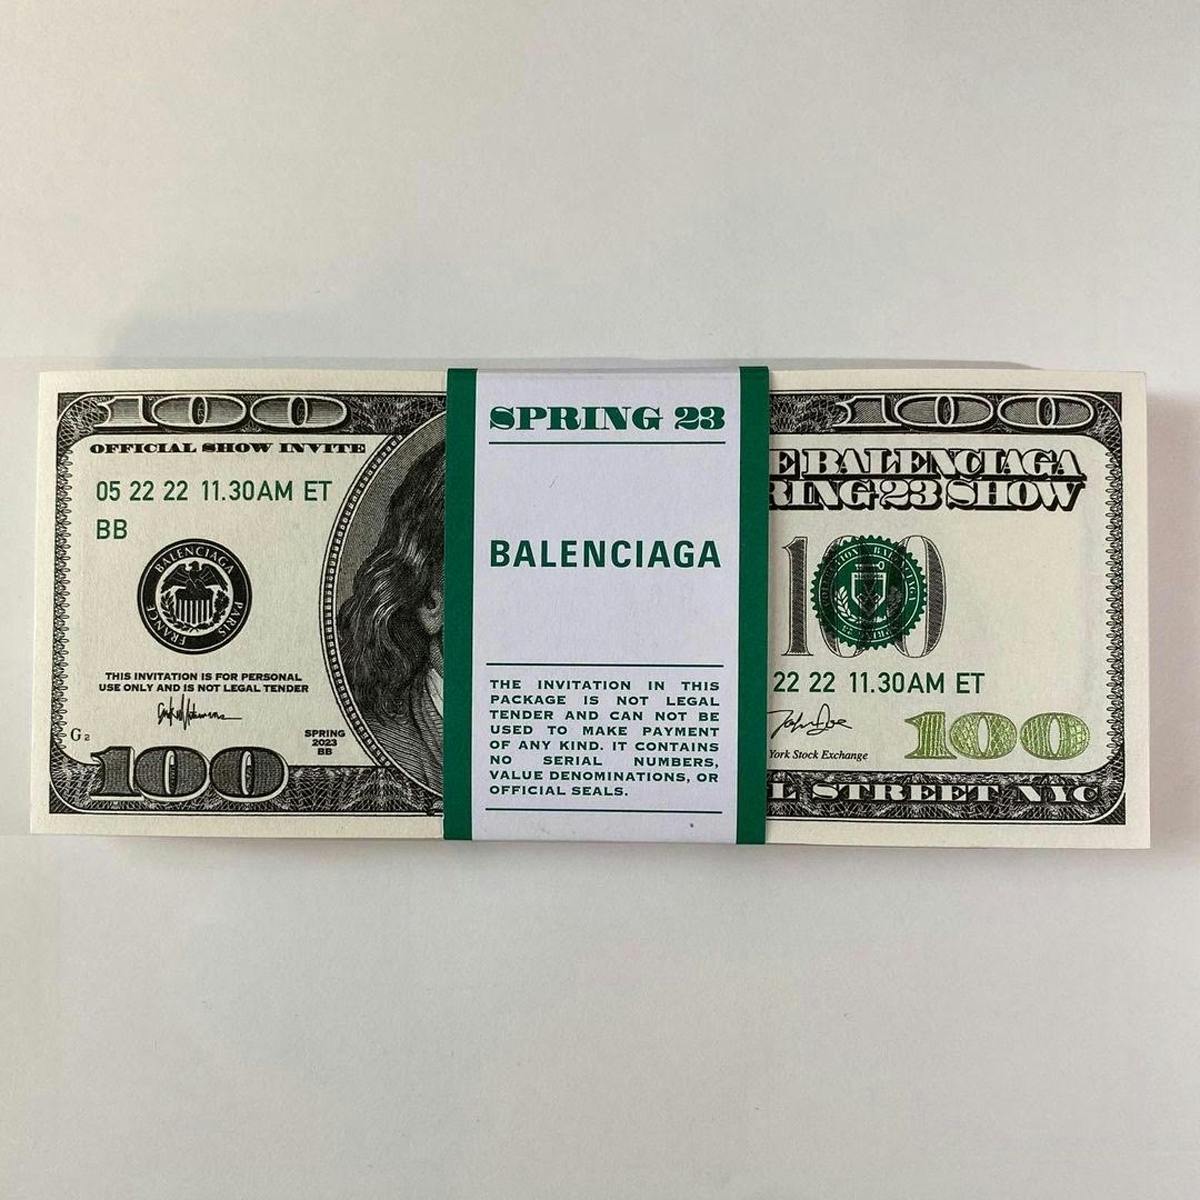 100
OFFICIAL SHOW INVITE
05 22 22 11.30AM ET
BB
BALENCIAGA
PARIS
FRANCE
THIS INVITATION IS FOR PERSONAL
USE ONLY AND IS NOT LEGAL TENDER
G2
SPRING
2023
BB
100
SPRING 23
BALENCIAGA
THE INVITATION IN THIS
PACKAGE IS NOT LEGAL
TENDER AND CAN NOT BE
USED TO MAKE PAYMENT
OF ANY KIND. IT CONTAINS
NO SERIAL NUMBERS,
VALUE DENOMINATIONS, OR
OFFICIAL SEALS.
100
E BALENCIAGA
RING 23 SHOW
100
22 22 11.30AM ET
York Stock Exchange
100
L STREET NYC